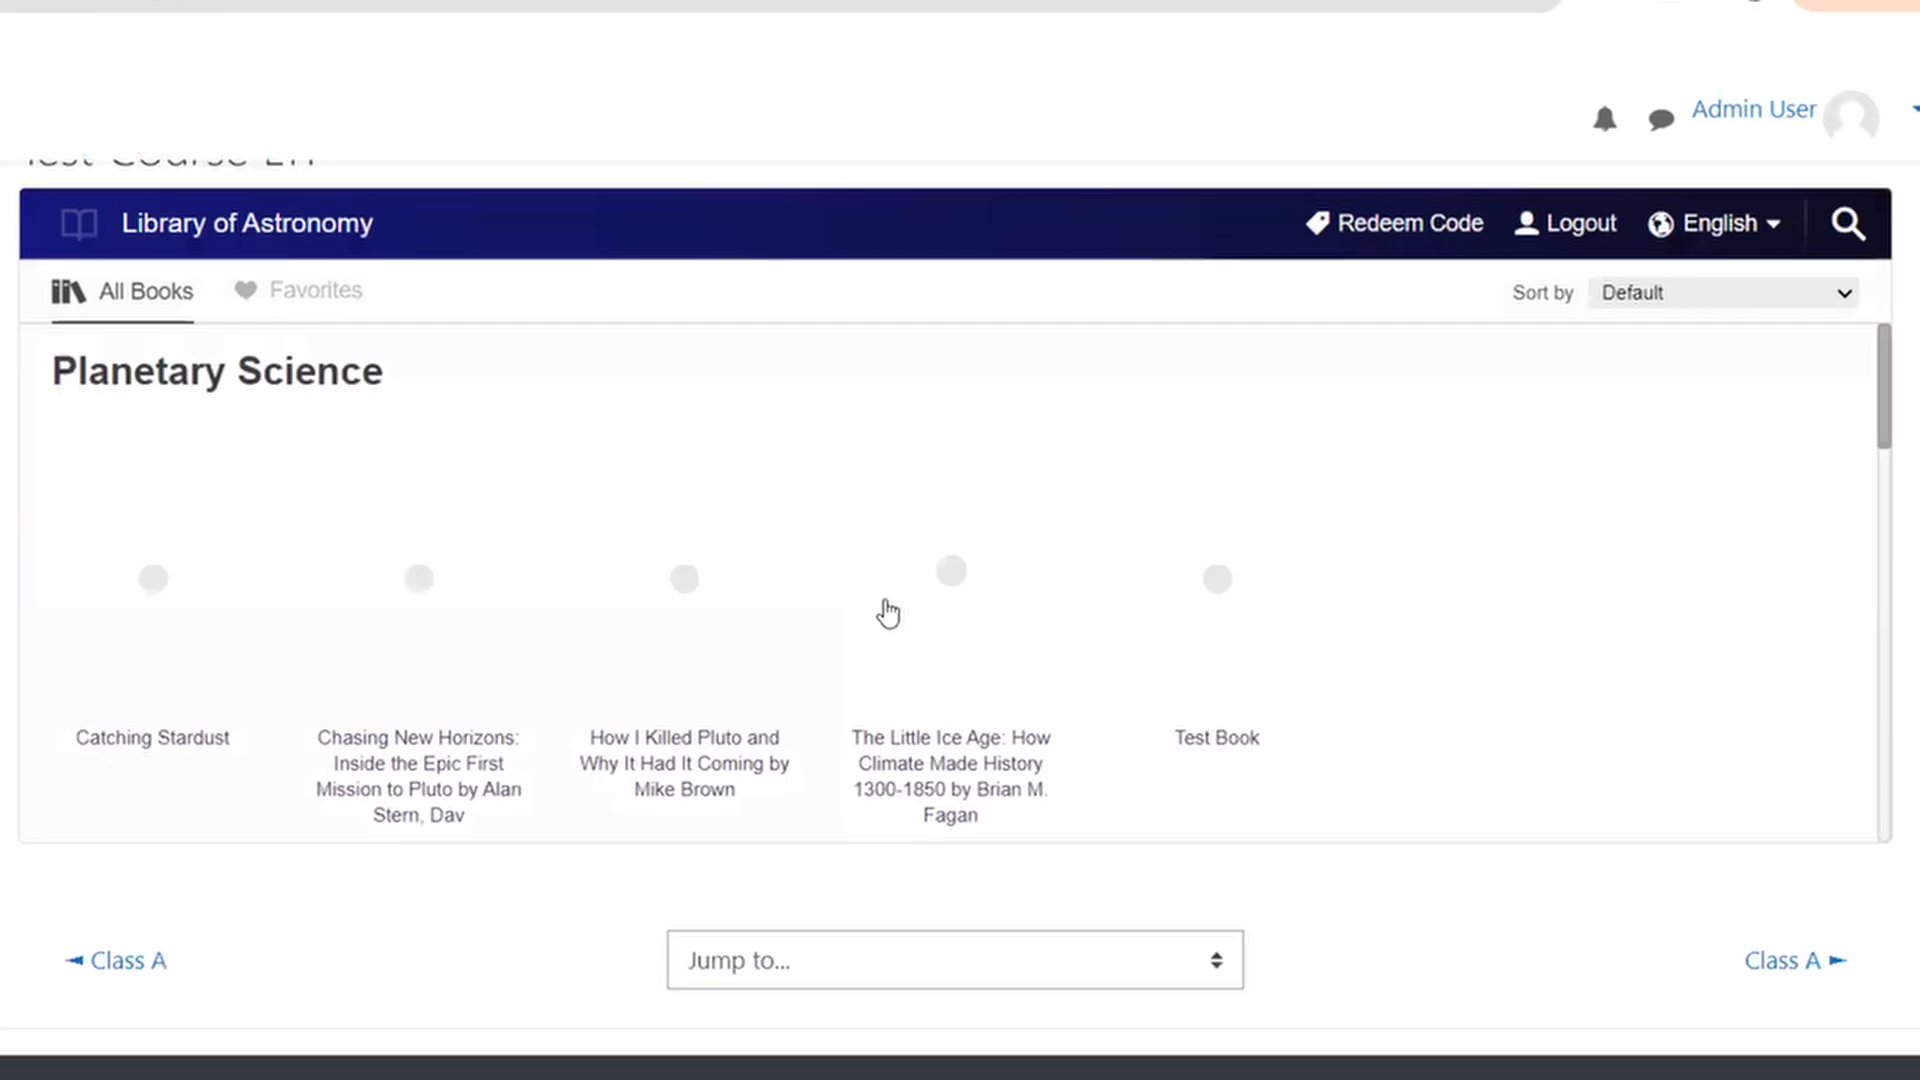 Admin User
Test Course
Library of Astronomy
Redeem Code
Logout
English
All Books
Favorites
Sort by
Default
Planetary Science
Catching Stardust
Chasing New Horizons:
Inside the Epic First
Mission to Pluto by Alan
Stern, Dav
How I Killed Pluto and
Why It Had It Coming by
Mike Brown
The Little Ice Age: How
Climate Made History
1300-1850 by Brian M.
Fagan
Test Book
Class A
Jump to...
Class A